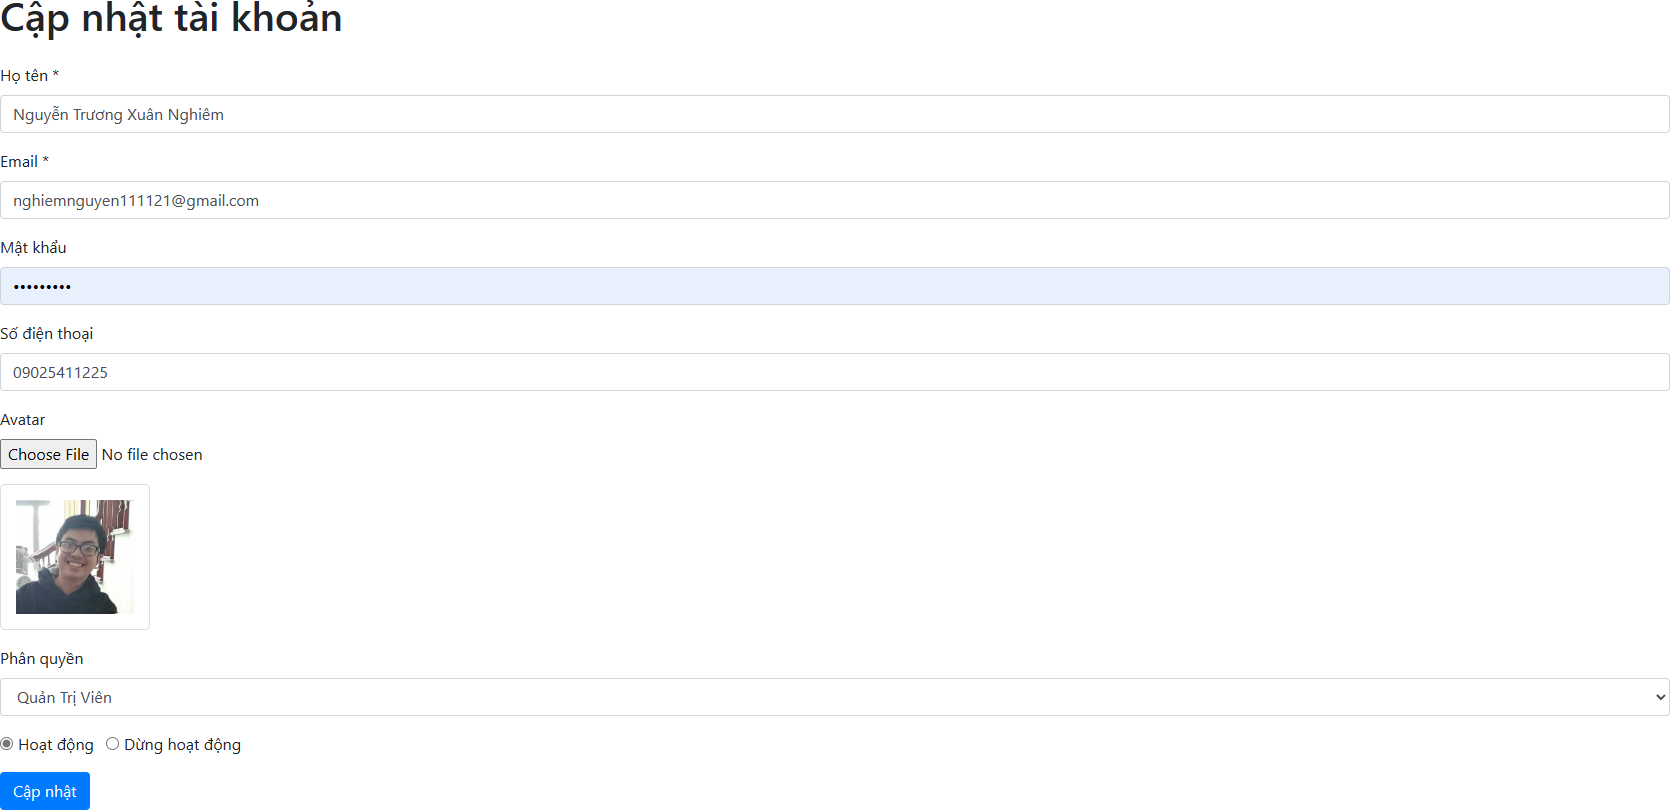 Cập nhật tài khoản
Họ tên *
Nguyễn Trương Xuân Nghiêm
Email *
nghiemnguyen111121@gmail.com
Mật khẩu
•••••••••
Số điện thoại
09025411225
Avatar
Choose File No file chosen
Phân quyền
Quản Trị Viên
Hoạt động Dừng hoạt động
Cập nhật